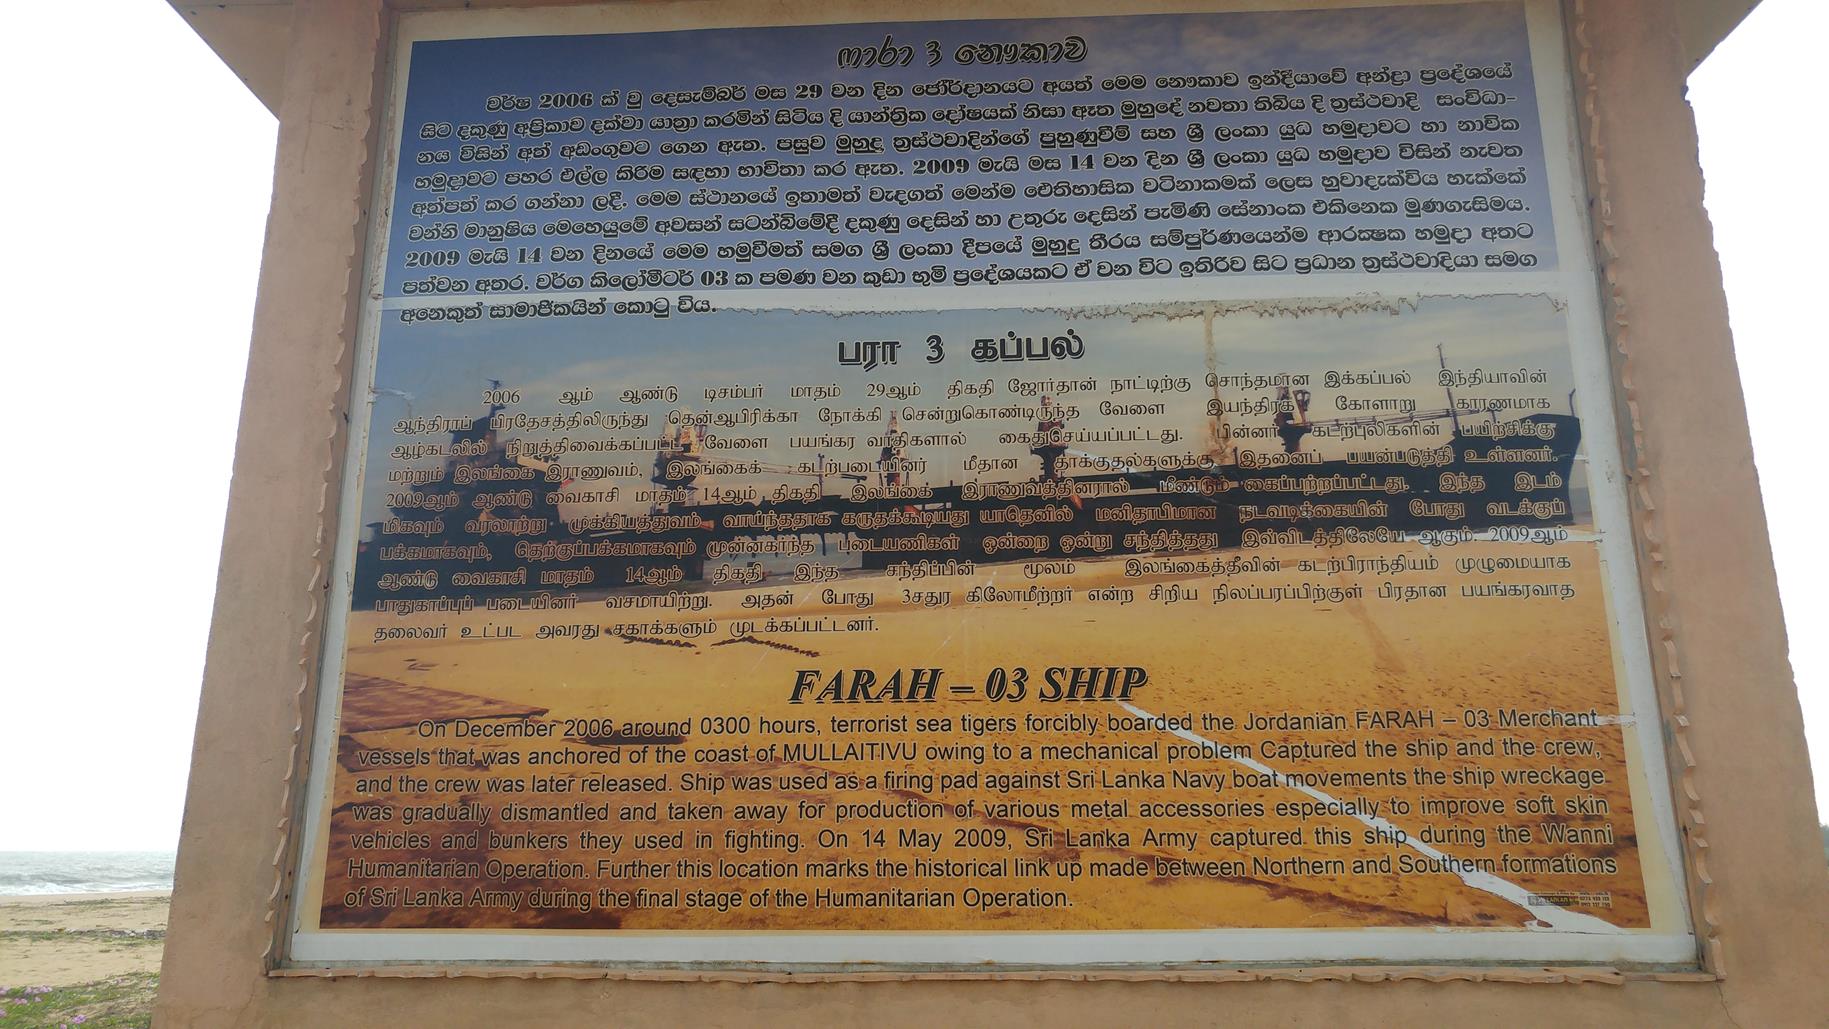 ෆාරා 3 නෞකාව
වර්ෂ 2006 ක් වු දෙසැම්බර් මස 29 වන දින ජෝර්දානයට අයත් මෙම නෞකාව ඉන්දියාවේ අන්ද්‍රා ප්‍රදේශයේ
සිට දකුණු අප්‍රිකාව දක්වා යාත්‍රා කරමින් සිටිය දි යාන්ත්‍රික දෝෂයක් නිසා ඈත මුහුදේ නවතා තිබිය දි ත්‍රස්ථවාදි සංවිධා-
නය විසින් අත් අඩංගුවට ගෙන ඇත. පසුව මුහුදු ත්‍රස්ථවාදින්ගේ පුහුණුවීම් සහ ශ්‍රී ලංකා යුධ හමුදාවට හා නාවික
හමුදාවට පහර එල්ල කිරීම සඳහා භාවිතා කර ඇත. 2009 මැයි මස 14 වන දින ශ්‍රී ලංකා යුධ හමුදාව විසින් නැවත
අත්පත් කර ගන්නා ලදී. මෙම ස්ථානයේ ඉතාමත් වැදගත් මෙන්ම ඓතිහාසික වටිනාකමක් ලෙස හුවාදැක්විය හැක්කේ
වන්නි මානුෂීය මෙහෙයුමේ අවසන් සටන්බිමේදී දකුණු දෙසින් හා උතුරු දෙසින් පැමිණි සේනාංක එකිනෙක මුණගැසිමය.
2009 මැයි 14 වන දිනයේ මෙම හමුවීමත් සමග ශ්‍රී ලංකා දීපයේ මුහුදු තීරය සම්පුර්ණයෙන්ම ආරක්‍ෂක හමුදා අතට
පත්වන අතර. වර්ග කිලෝමීටර් 03 ක පමණ වන කුඩා භුමි ප්‍රදේශයකට ඒ වන විට ඉතිරිව සිට ප්‍රධාන ත්‍රස්ථවාඳියා සමග
අනෙකුත් සාමාජිකයින් කොටු විය.
பரா 3 கப்பல்
2006 ஆம் ஆண்டு டிசம்பர் மாதம் 29ஆம் திகதி ஜோர்தான் நாட்டிற்கு சொந்தமான இக்கப்பல் இந்தியாவின்
ஆந்திராப் பிரதேசத்திலிருந்து தென்ஆபிரிக்கா நோக்கி சென்றுகொண்டிருந்த வேளை இயந்திரக் கோளாறு காரணமாக
ஆழ்கடலில் நிறுத்திவைக்கப்பட்ட வேளை பயங்கர வாதிகளால் கைதுசெய்யப்பட்டது. பின்னர் கடற்புலிகளின் பயிற்சிக்கு
மற்றும் இலங்கை இராணுவம், இலங்கைக் கடற்படையினர் மீதான தாக்குதல்களுக்கு இதனைப் பயன்படுத்தி உள்ளனர்.
2009ஆம் ஆண்டு வைகாசி மாதம் 14ஆம் திகதி இலங்கை இராணுவத்தினரால் மீண்டும் கைப்பற்றப்பட்டது. இந்த இடம்
மிகவும் வரலாற்று முக்கியத்துவம் வாய்ந்ததாக கருதக்கூடியது யாதெனில் மனிதாபிமான நடவடிக்கையின் போது வடக்குப்
பக்கமாகவும், தெற்குப்பக்கமாகவும் முன்னகர்ந்த படையணிகள் ஒன்றை ஒன்று சந்தித்தது இவ்விடத்திலேயே ஆகும். 2009ஆம்
ஆண்டு வைகாசி மாதம் 14ஆம் திகதி இந்த சந்திப்பின் மூலம் இலங்கைத்தீவின் கடற்பிராந்தியம் முழுமையாக
பாதுகாப்புப் படையினர் வசமாயிற்று. அதன் போது 3சதுர கிலோமீற்றர் என்ற சிறிய நிலப்பரப்பிற்குள் பிரதான பயங்கரவாத
தலைவர் உட்பட அவரது சகாக்களும் முடக்கப்பட்டனர்.
FARAH – 03 SHIP
On December 2006 around 0300 hours, terrorist sea tigers forcibly boarded the Jordanian FARAH – 03 Merchant
vessels that was anchored of the coast of MULLAITIVU owing to a mechanical problem Captured the ship and the crew,
and the crew was later released. Ship was used as a firing pad against Sri Lanka Navy boat movements the ship wreckage
was gradually dismantled and taken away for production of various metal accessories especially to improve soft skin
vehicles and bunkers they used in fighting. On 14 May 2009, Sri Lanka Army captured this ship during the Wanni
Humanitarian Operation. Further this location marks the historical link up made between Northern and Southern formations
of Sri Lanka Army during the final stage of the Humanitarian Operation.